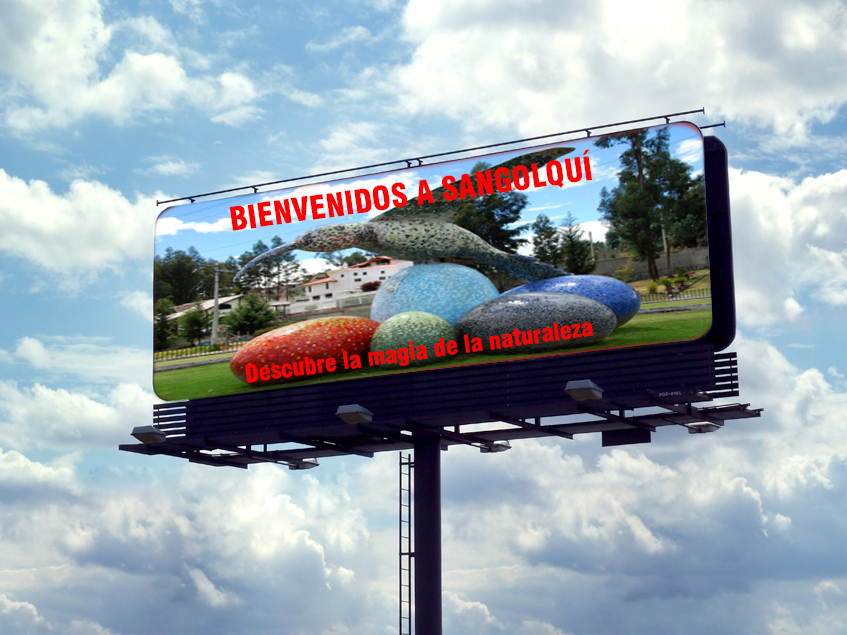 BIENVENIDOS A SANGOLQUÍ
Descubre la magia de la naturaleza